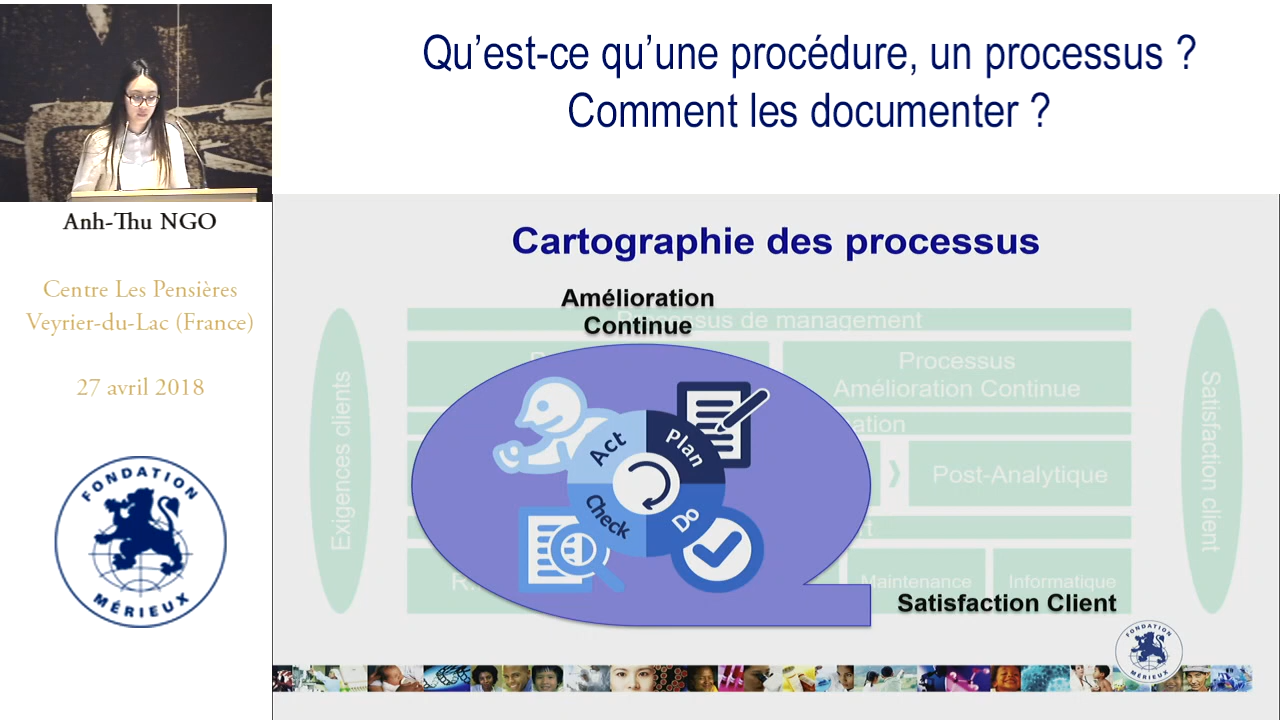 Qu'est-ce qu'une procédure, un processus ?
Comment les documenter ?
Anh-Thu NGO
Centre Les Pensières
Veyrier-du-Lac (France)
27 avril 2018
FONDATION
MÉRIEUX
Cartographie des processus
Amélioration
Continue
de management
Processus
Amélioration Continue
Exigences clients
Satisfaction client
Act
Plan
Check
Do
Post-Analytique
Maintenance
Informatique
Satisfaction Client
FONDATION
MÉRIEUX